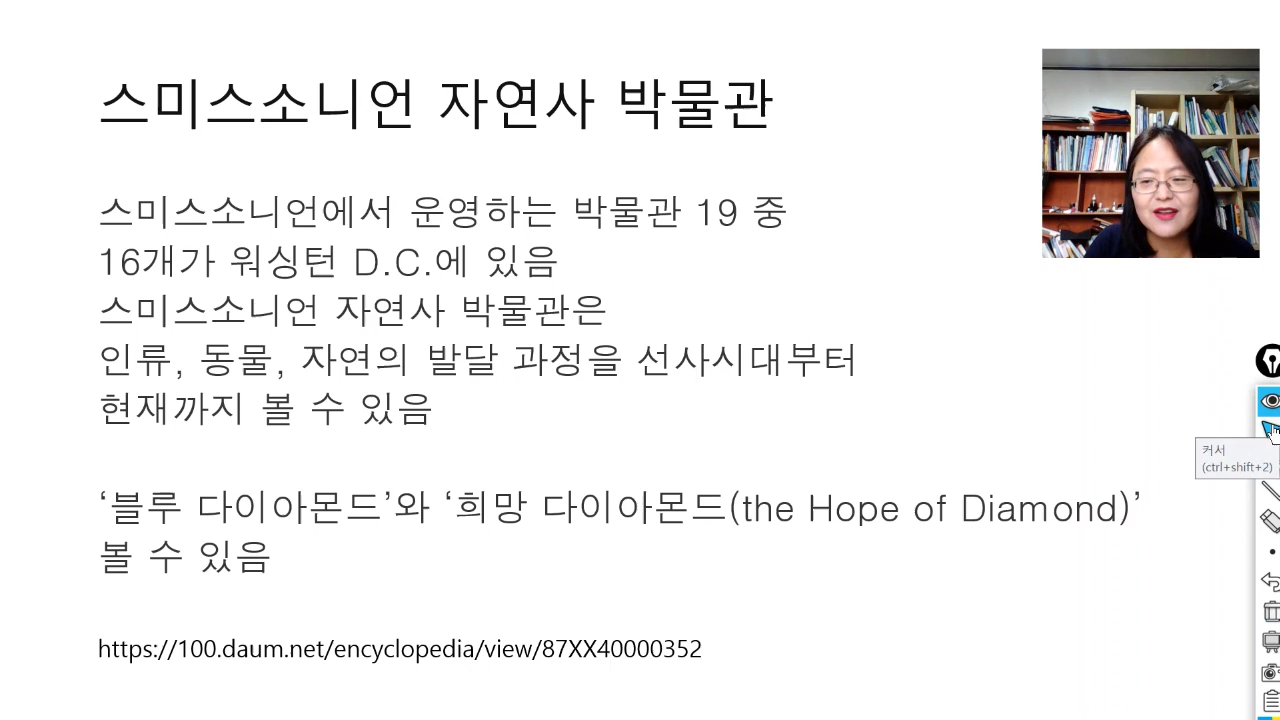 스미스소니언 자연사 박물관
스미스소니언에서 운영하는 박물관 19 중
16개가 워싱턴 D.C.에 있음
스미스소니언 자연사 박물관은
인류, 동물, 자연의 발달 과정을 선사시대부터
현재까지 볼 수 있음
‘블루 다이아몬드’와 ‘희망 다이아몬드(the Hope of Diamond)’
볼 수 있음
https://100.daum.net/encyclopedia/view/87XX40000352
커서
(ctrl+shift+2)